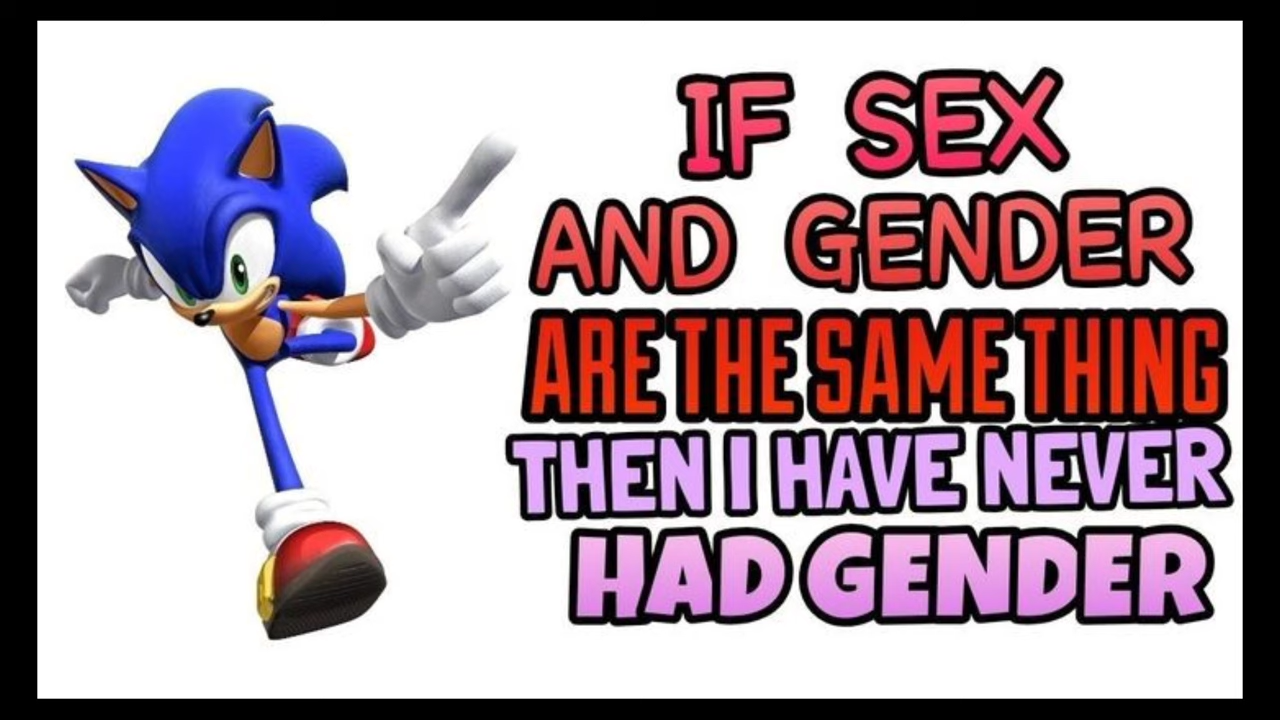 IF SEX
AND GENDER
ARE THE SAME THING
THEN I HAVE NEVER
HAD GENDER